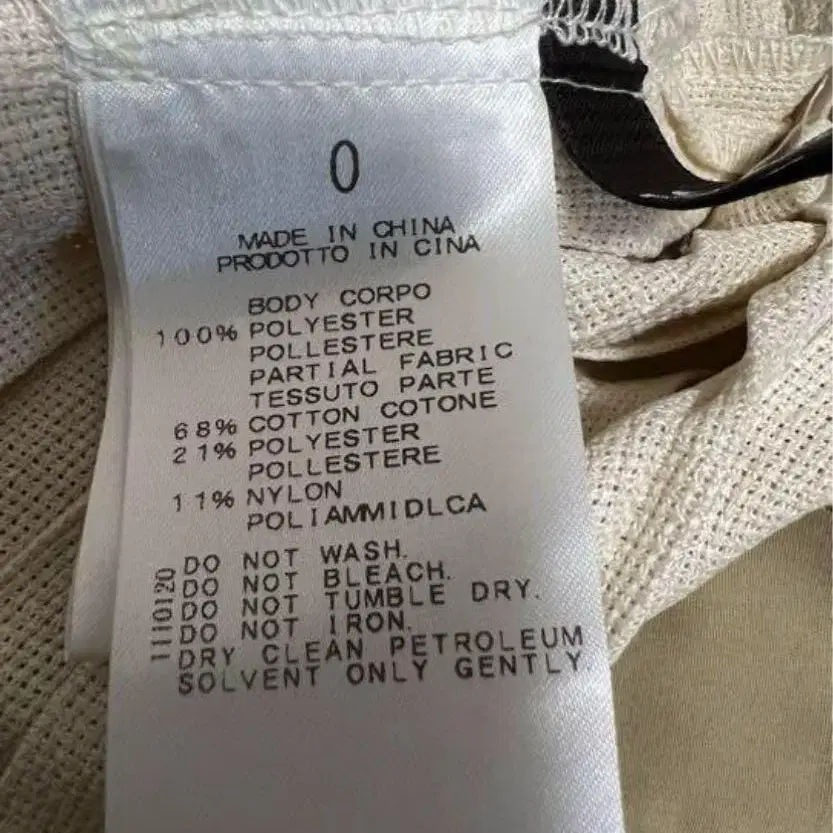 0
MADE IN CHINA
PRODOTTO IN CINA
BODY CORPO
100% POLYESTER
POLLESTERE
PARTIAL FABRIC
TESSUTO PARTE
68% COTTON COTONE
21% POLYESTER
POLLESTERE
11% NYLON
POLIAMMIDLCA
DO NOT WASH.
DO NOT BLEACH.
DO NOT TUMBLE DRY.
DO NOT IRON.
DRY CLEAN PETROLEUM
SOLVENT ONLY GENTLY.